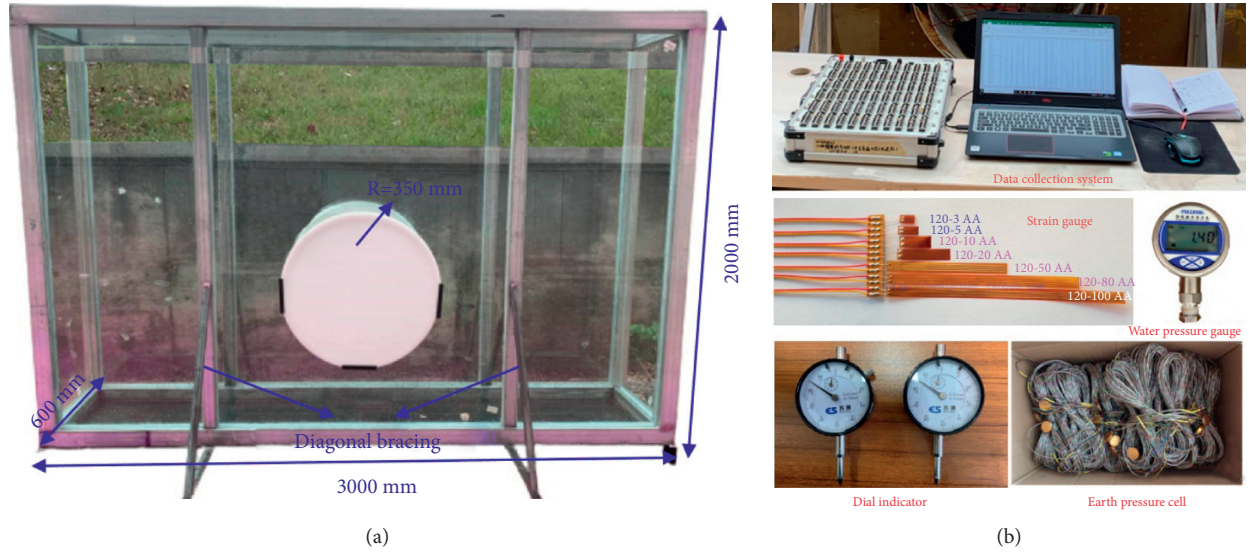 R=350 mm
2000 mm
600 mm
Diagonal bracing
3000 mm
(a)
DELL
Data collection system
Strain gauge
120-3 AA
120-5 AA
120-10 AA
120-20 AA
120-50 AA
120-80 AA
120-100 AA
1.40
Water pressure gauge
Dial indicator
Earth pressure cell
(b)